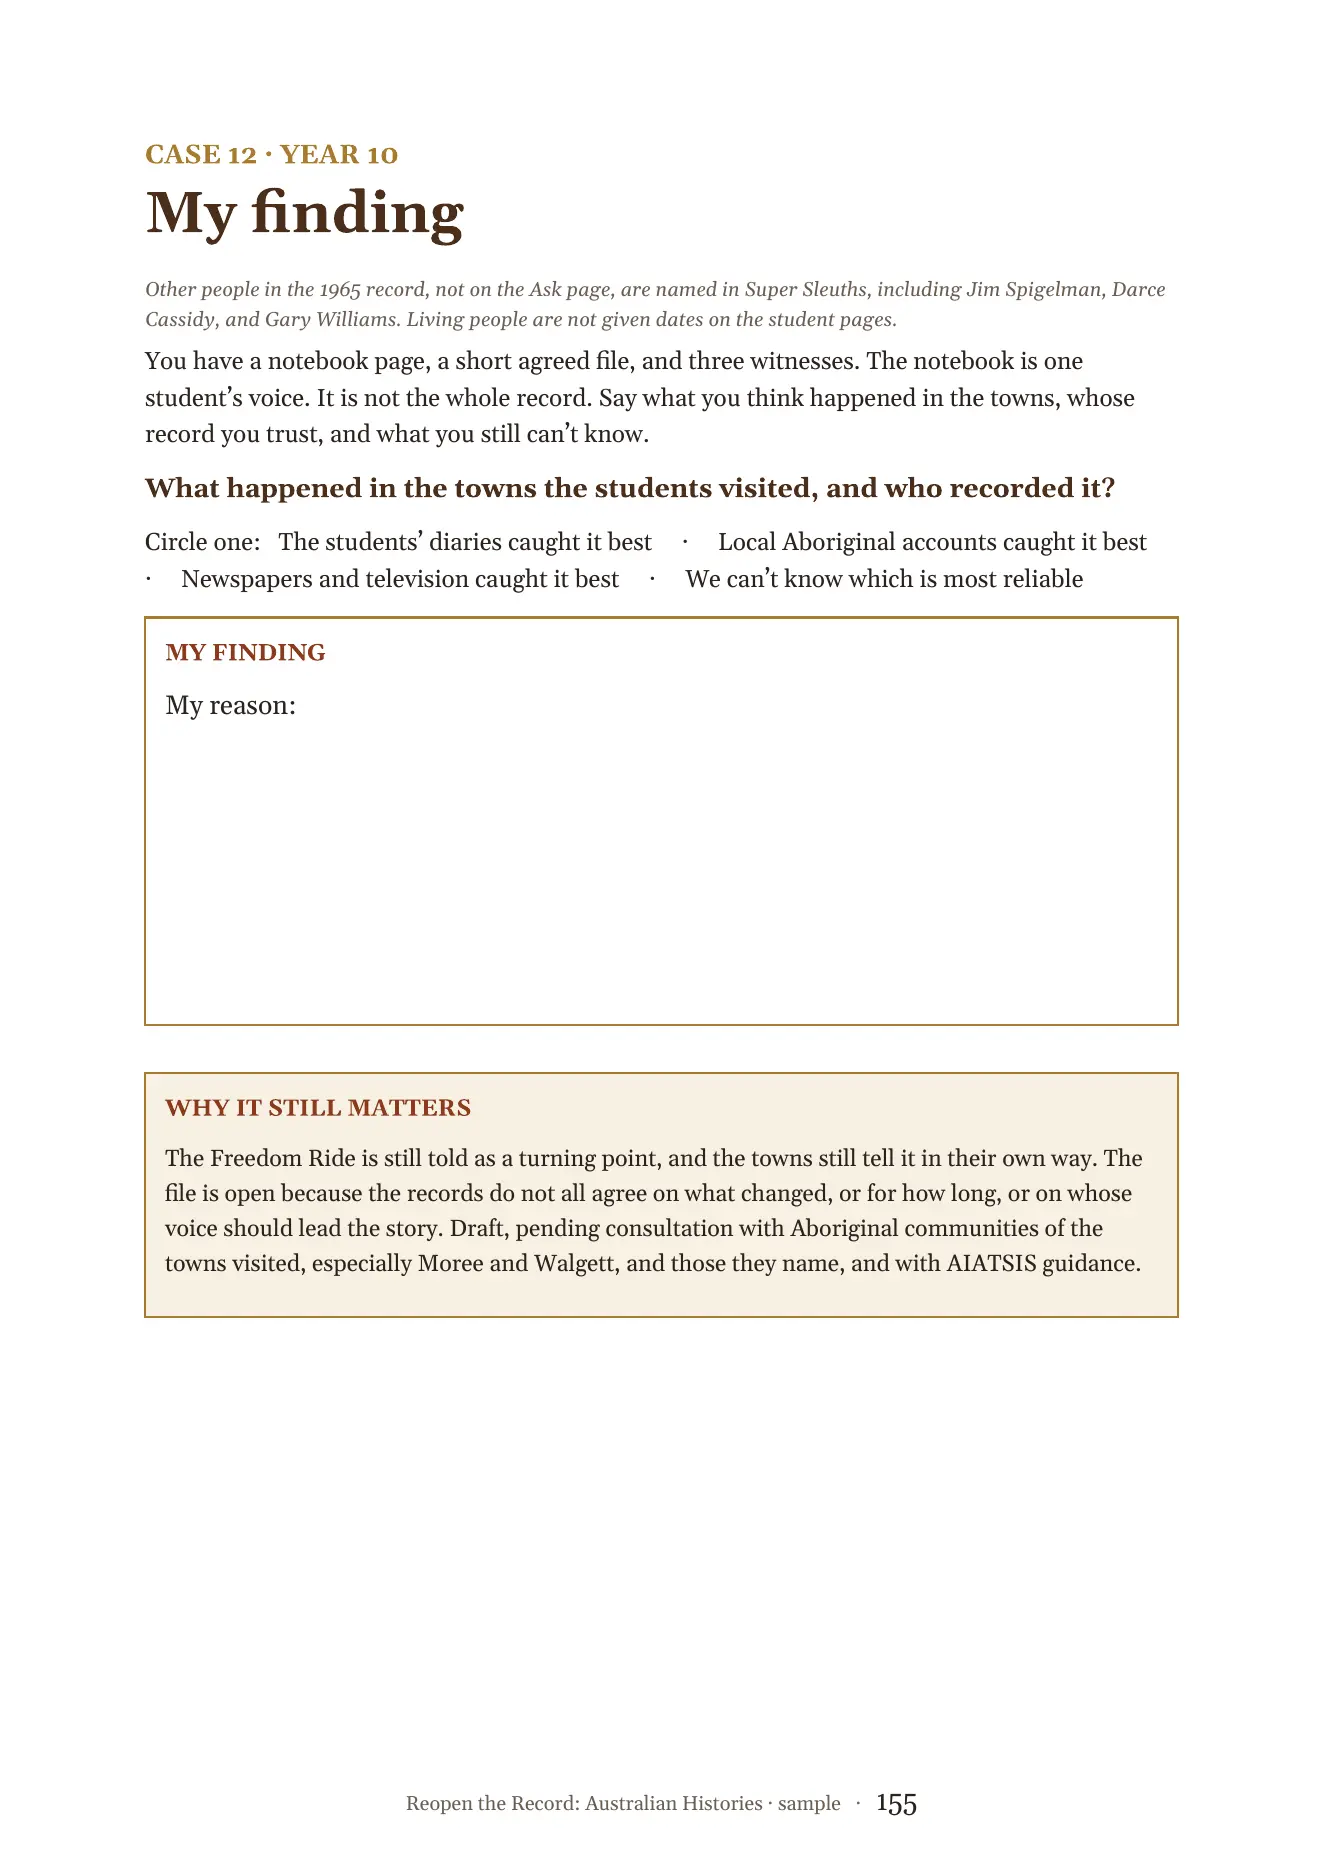 CASE 12 · YEAR 10
My finding
Other people in the 1965 record, not on the Ask page, are named in Super Sleuths, including Jim Spigelman, Darce
Cassidy, and Gary Williams. Living people are not given dates on the student pages.
You have a notebook page, a short agreed file, and three witnesses. The notebook is one
student’s voice. It is not the whole record. Say what you think happened in the towns, whose
record you trust, and what you still can’t know.
What happened in the towns the students visited, and who recorded it?
Circle one: The students’ diaries caught it best · Local Aboriginal accounts caught it best
· Newspapers and television caught it best · We can’t know which is most reliable
MY FINDING
My reason:
WHY IT STILL MATTERS
The Freedom Ride is still told as a turning point, and the towns still tell it in their own way. The
file is open because the records do not all agree on what changed, or for how long, or on whose
voice should lead the story. Draft, pending consultation with Aboriginal communities of the
towns visited, especially Moree and Walgett, and those they name, and with AIATSIS guidance.
Reopen the Record: Australian Histories · sample · 155